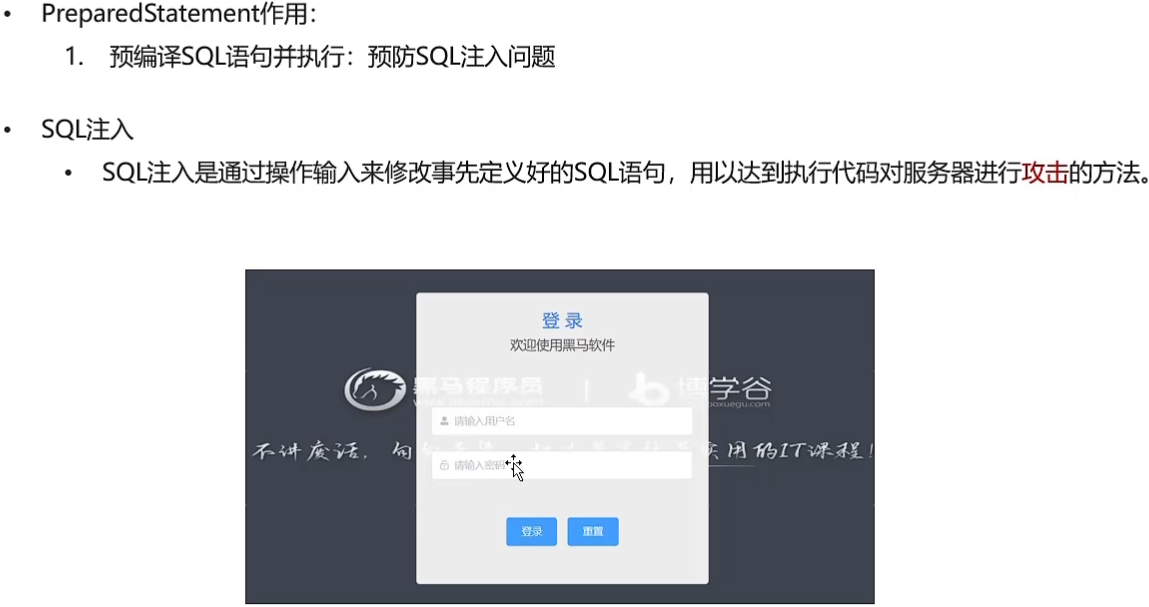 • PreparedStatement作用：
1. 预编译SQL语句并执行：预防SQL注入问题
• SQL注入
• SQL注入是通过操作输入来修改事先定义好的SQL语句，用以达到执行代码对服务器进行攻击的方法。
登 录
欢迎使用黑马软件
黑马程序员
博学谷
请输入用户名
不讲废话，句
实用的IT课程！
请输入密码
登录
重置